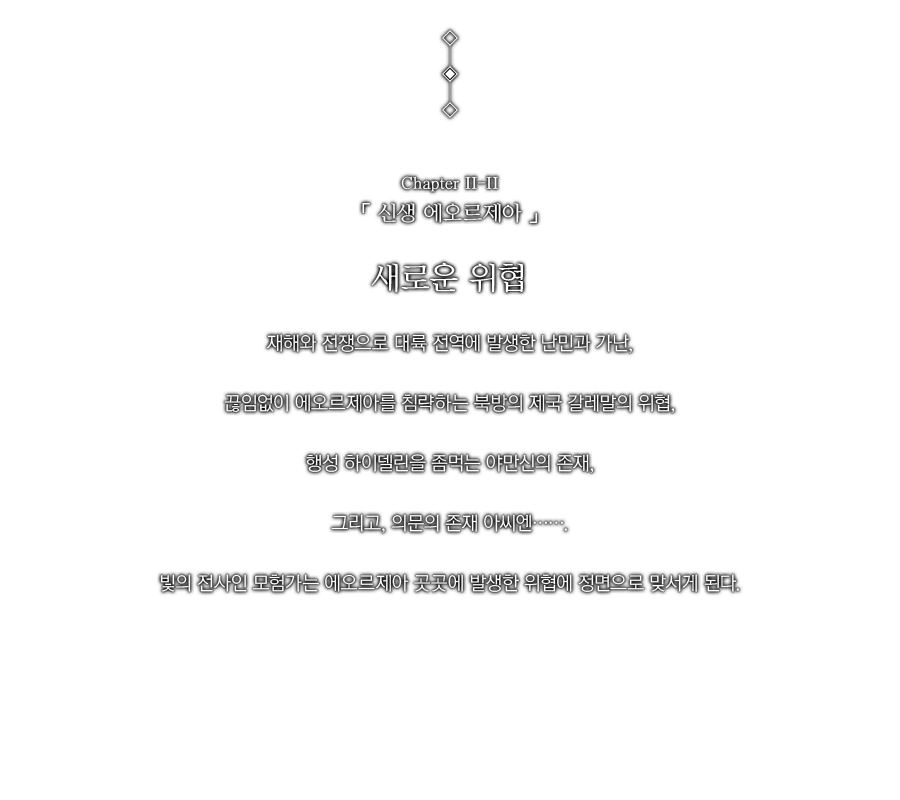 Chapter II-II
「 신생 에오르제아 」
새로운 위협
재해와 전쟁으로 대륙 전역에 발생한 난민과 가난,
끊임없이 에오르제아를 침략하는 북방의 제국 갈레말의 위협,
행성 하이델린을 좀먹는 야만신의 존재,
그리고, 의문의 존재 아씨엔…….
빛의 전사인 모험가는 에오르제아 곳곳에 발생한 위협에 정면으로 맞서게 된다.